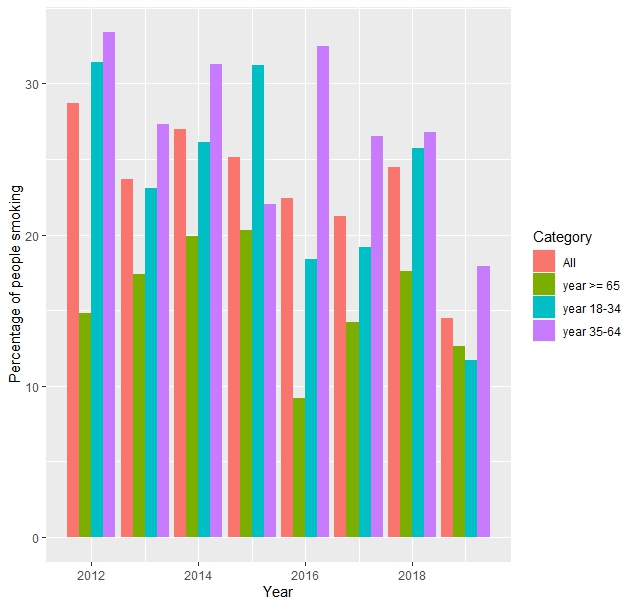 30
20
10
0
Percentage of people smoking
2012
2014
2016
2018
Year
Category
All
year >= 65
year 18-34
year 35-64